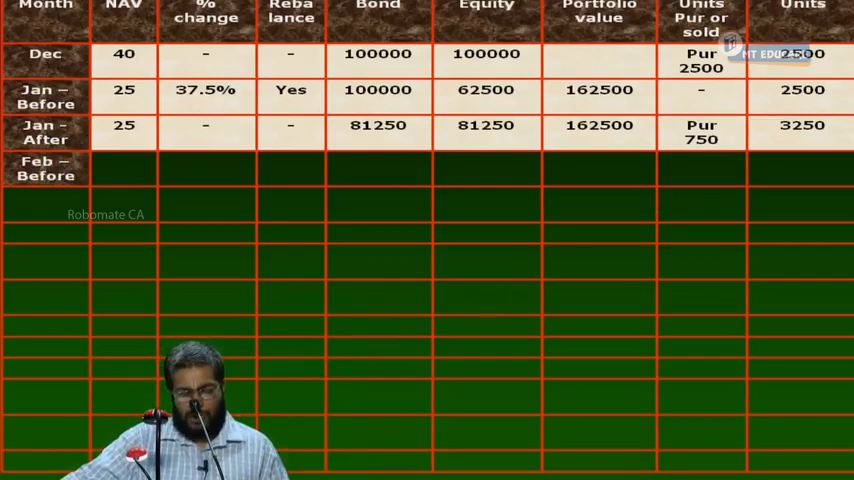 Month NAV % change Reba lance Bond Equity Portfolio value Units Pur or sold Units
Dec 40 - - 100000 100000 Pur 2500 2500
Jan – Before 25 37.5% Yes 100000 62500 162500 - 2500
Jan - After 25 - - 81250 81250 162500 Pur 750 3250
Feb – Before
MT EDUCARE
Robomate CA